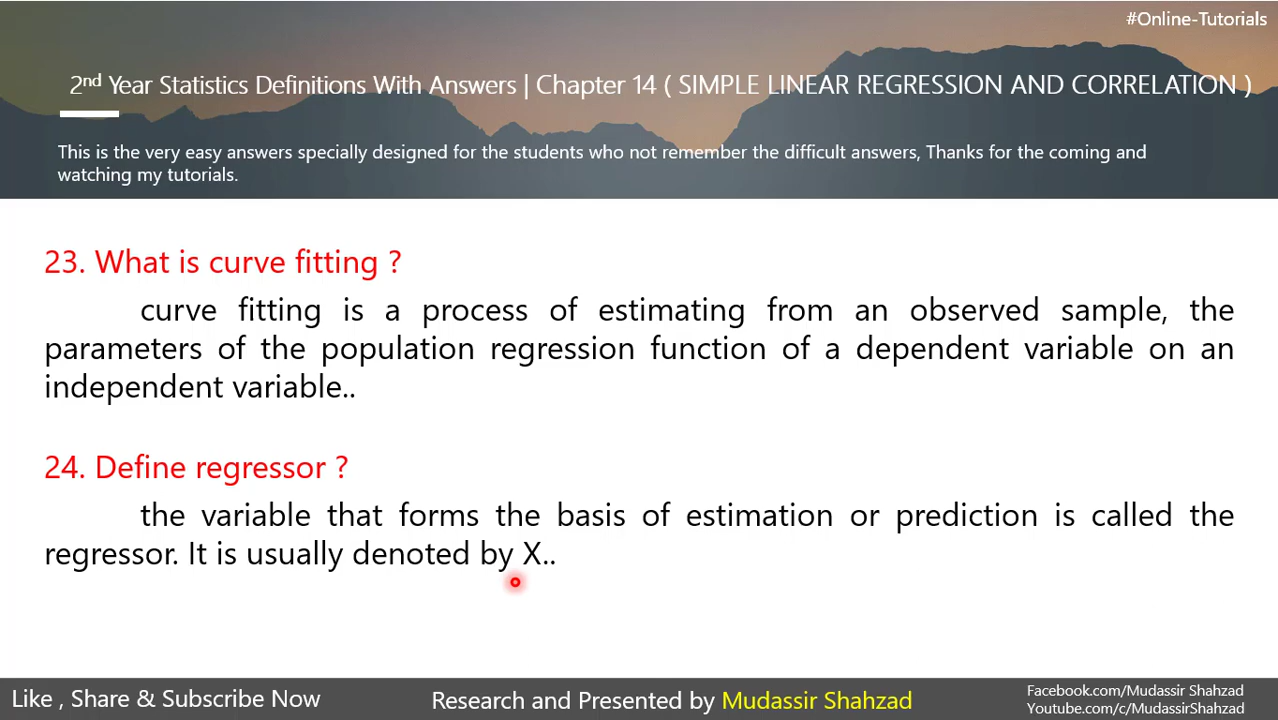 #Online-Tutorials
2nd Year Statistics Definitions With Answers | Chapter 14 ( SIMPLE LINEAR REGRESSION AND CORRELATION )
This is the very easy answers specially designed for the students who not remember the difficult answers, Thanks for the coming and
watching my tutorials.
23. What is curve fitting ?
curve fitting is a process of estimating from an observed sample, the
parameters of the population regression function of a dependent variable on an
independent variable..
24. Define regressor ?
the variable that forms the basis of estimation or prediction is called the
regressor. It is usually denoted by X..
Like , Share & Subscribe Now
Research and Presented by Mudassir Shahzad
Facebook.com/Mudassir Shahzad
Youtube.com/c/MudassirShahzad